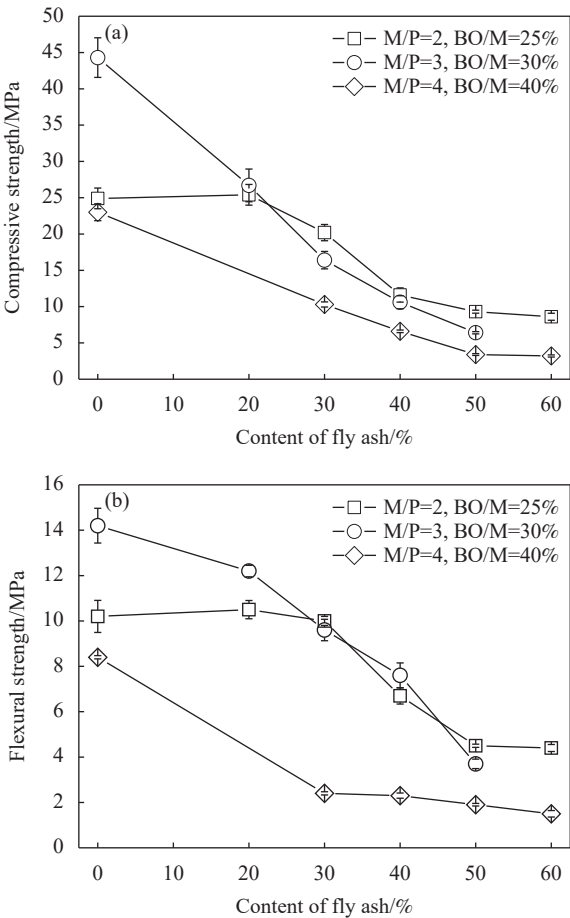 50
(a)
M/P=2, BO/M=25%
45
M/P=3, BO/M=30%
40
M/P=4, BO/M=40%
35
30
25
20
15
10
5
0
Compressive strength/MPa
0 10 20 30 40 50 60
Content of fly ash/%
16
(b)
M/P=2, BO/M=25%
14
M/P=3, BO/M=30%
M/P=4, BO/M=40%
12
10
8
6
4
2
0
Flexural strength/MPa
0 10 20 30 40 50 60
Content of fly ash/%